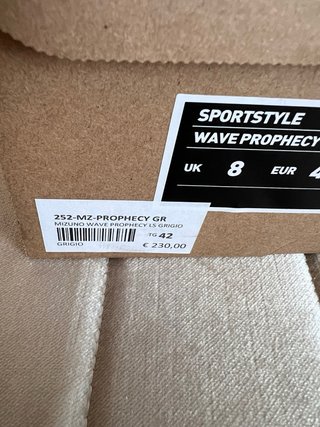 SPORTSTYLE
WAVE PROPHECY
UK 8 EUR 4
252-MZ-PROPHECY GR
MIZUNO WAVE PROPHECY LS GRIGIO
TG 42
GRIGIO
€ 230,00